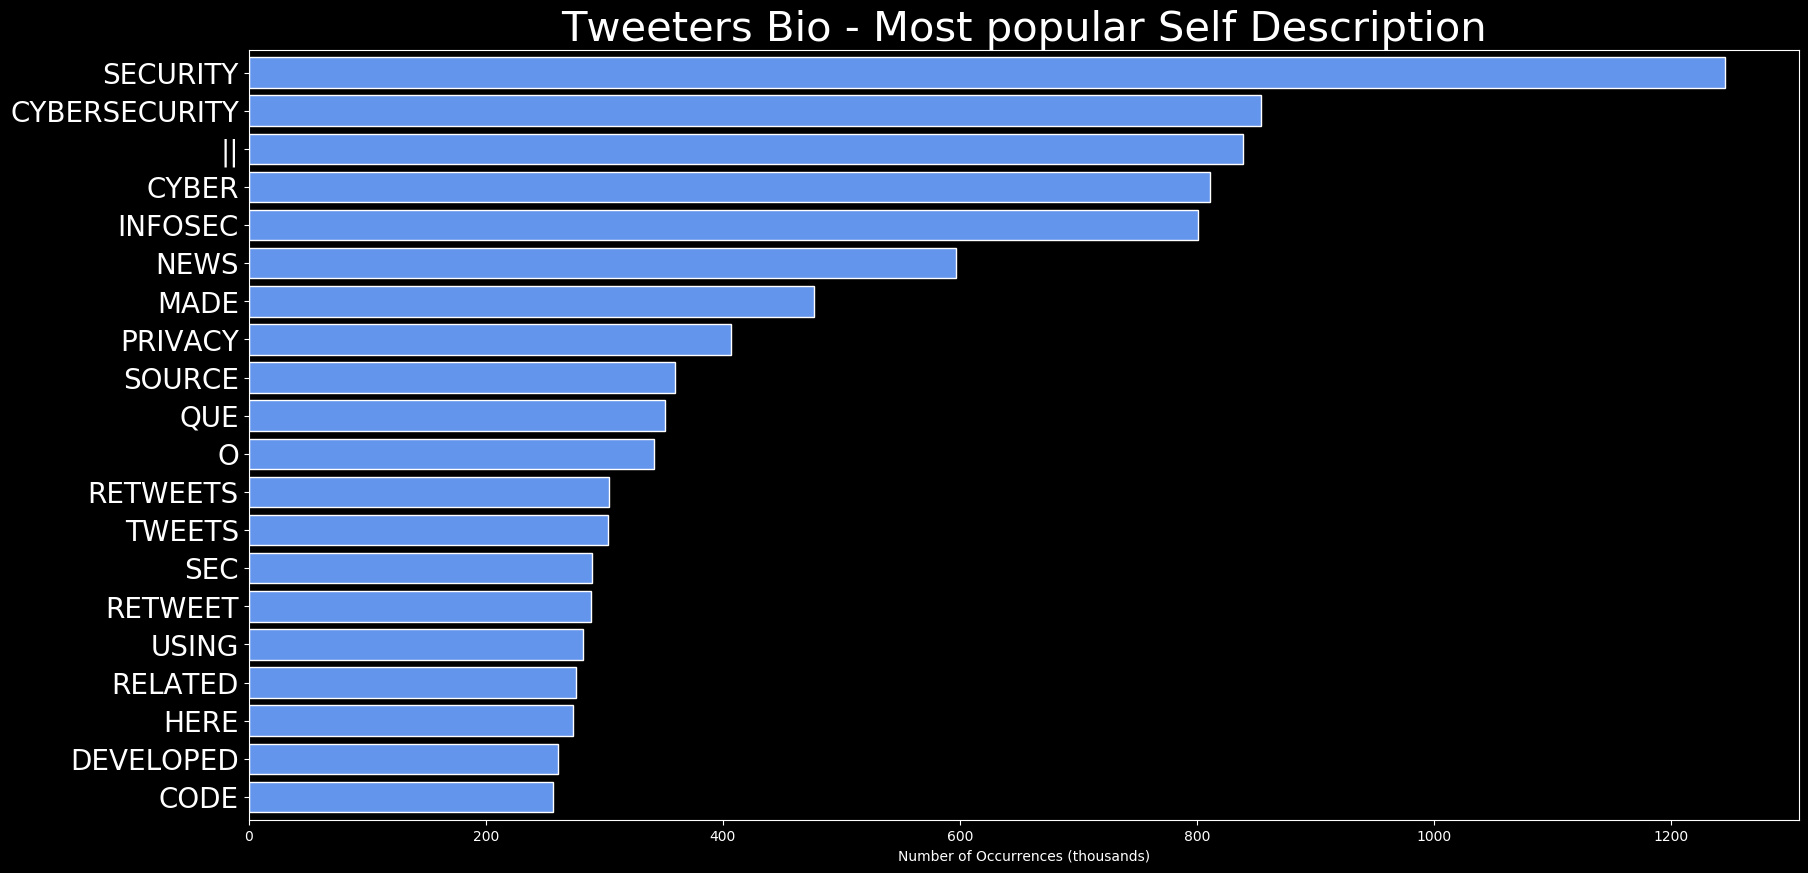 Tweeters Bio - Most popular Self Description
SECURITY
CYBERSECURITY
||
CYBER
INFOSEC
NEWS
MADE
PRIVACY
SOURCE
QUE
O
RETWEETS
TWEETS
SEC
RETWEET
USING
RELATED
HERE
DEVELOPED
CODE
0 200 400 600 800 1000 1200
Number of Occurrences (thousands)